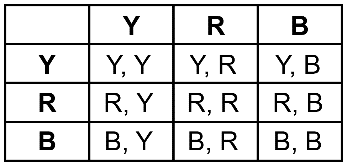 Y R B
Y Y, Y Y, R Y, B
R R, Y R, R R, B
B B, Y B, R B, B